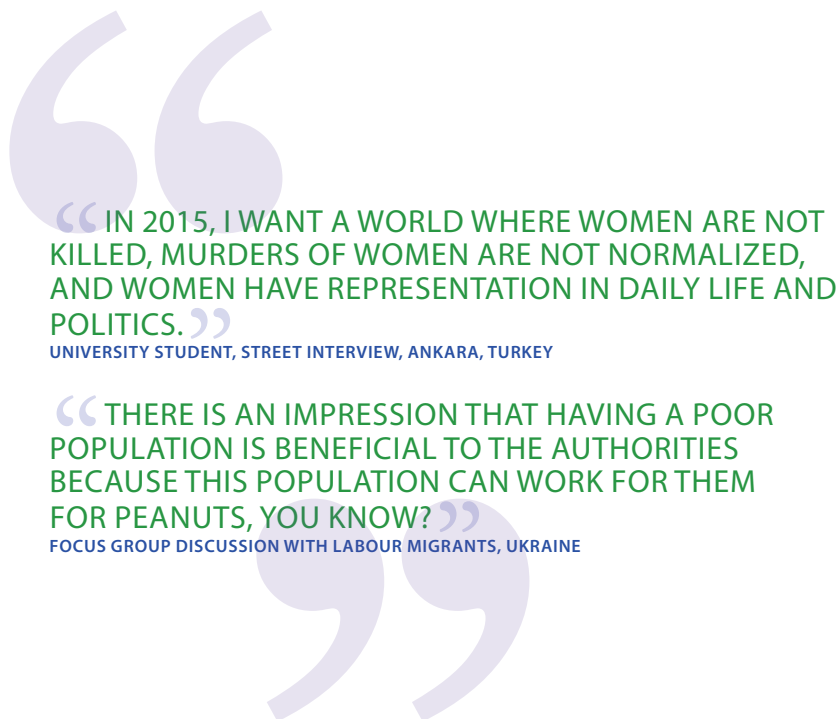 “ IN 2015, I WANT A WORLD WHERE WOMEN ARE NOT
KILLED, MURDERS OF WOMEN ARE NOT NORMALIZED,
AND WOMEN HAVE REPRESENTATION IN DAILY LIFE AND
POLITICS. ”
UNIVERSITY STUDENT, STREET INTERVIEW, ANKARA, TURKEY
“ THERE IS AN IMPRESSION THAT HAVING A POOR
POPULATION IS BENEFICIAL TO THE AUTHORITIES
BECAUSE THIS POPULATION CAN WORK FOR THEM
FOR PEANUTS, YOU KNOW? ”
FOCUS GROUP DISCUSSION WITH LABOUR MIGRANTS, UKRAINE